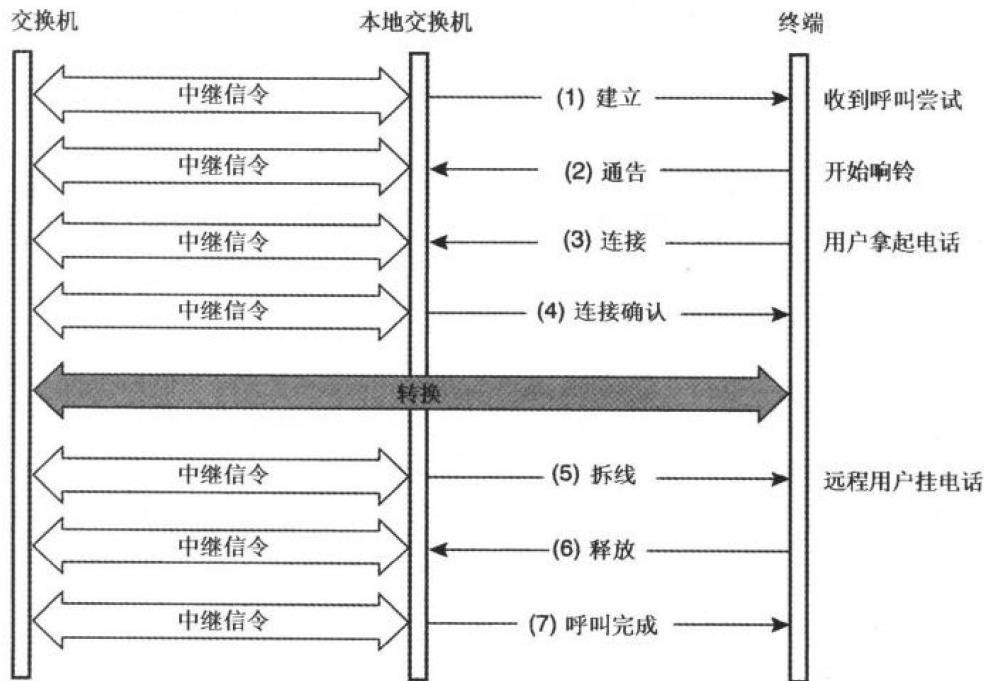 交换机 本地交换机 终端
中继信令 (1) 建立 收到呼叫尝试
中继信令 (2) 通告 开始响铃
中继信令 (3) 连接 用户拿起电话
中继信令 (4) 连接确认
转换
中继信令 (5) 拆线 远程用户挂电话
中继信令 (6) 释放
中继信令 (7) 呼叫完成